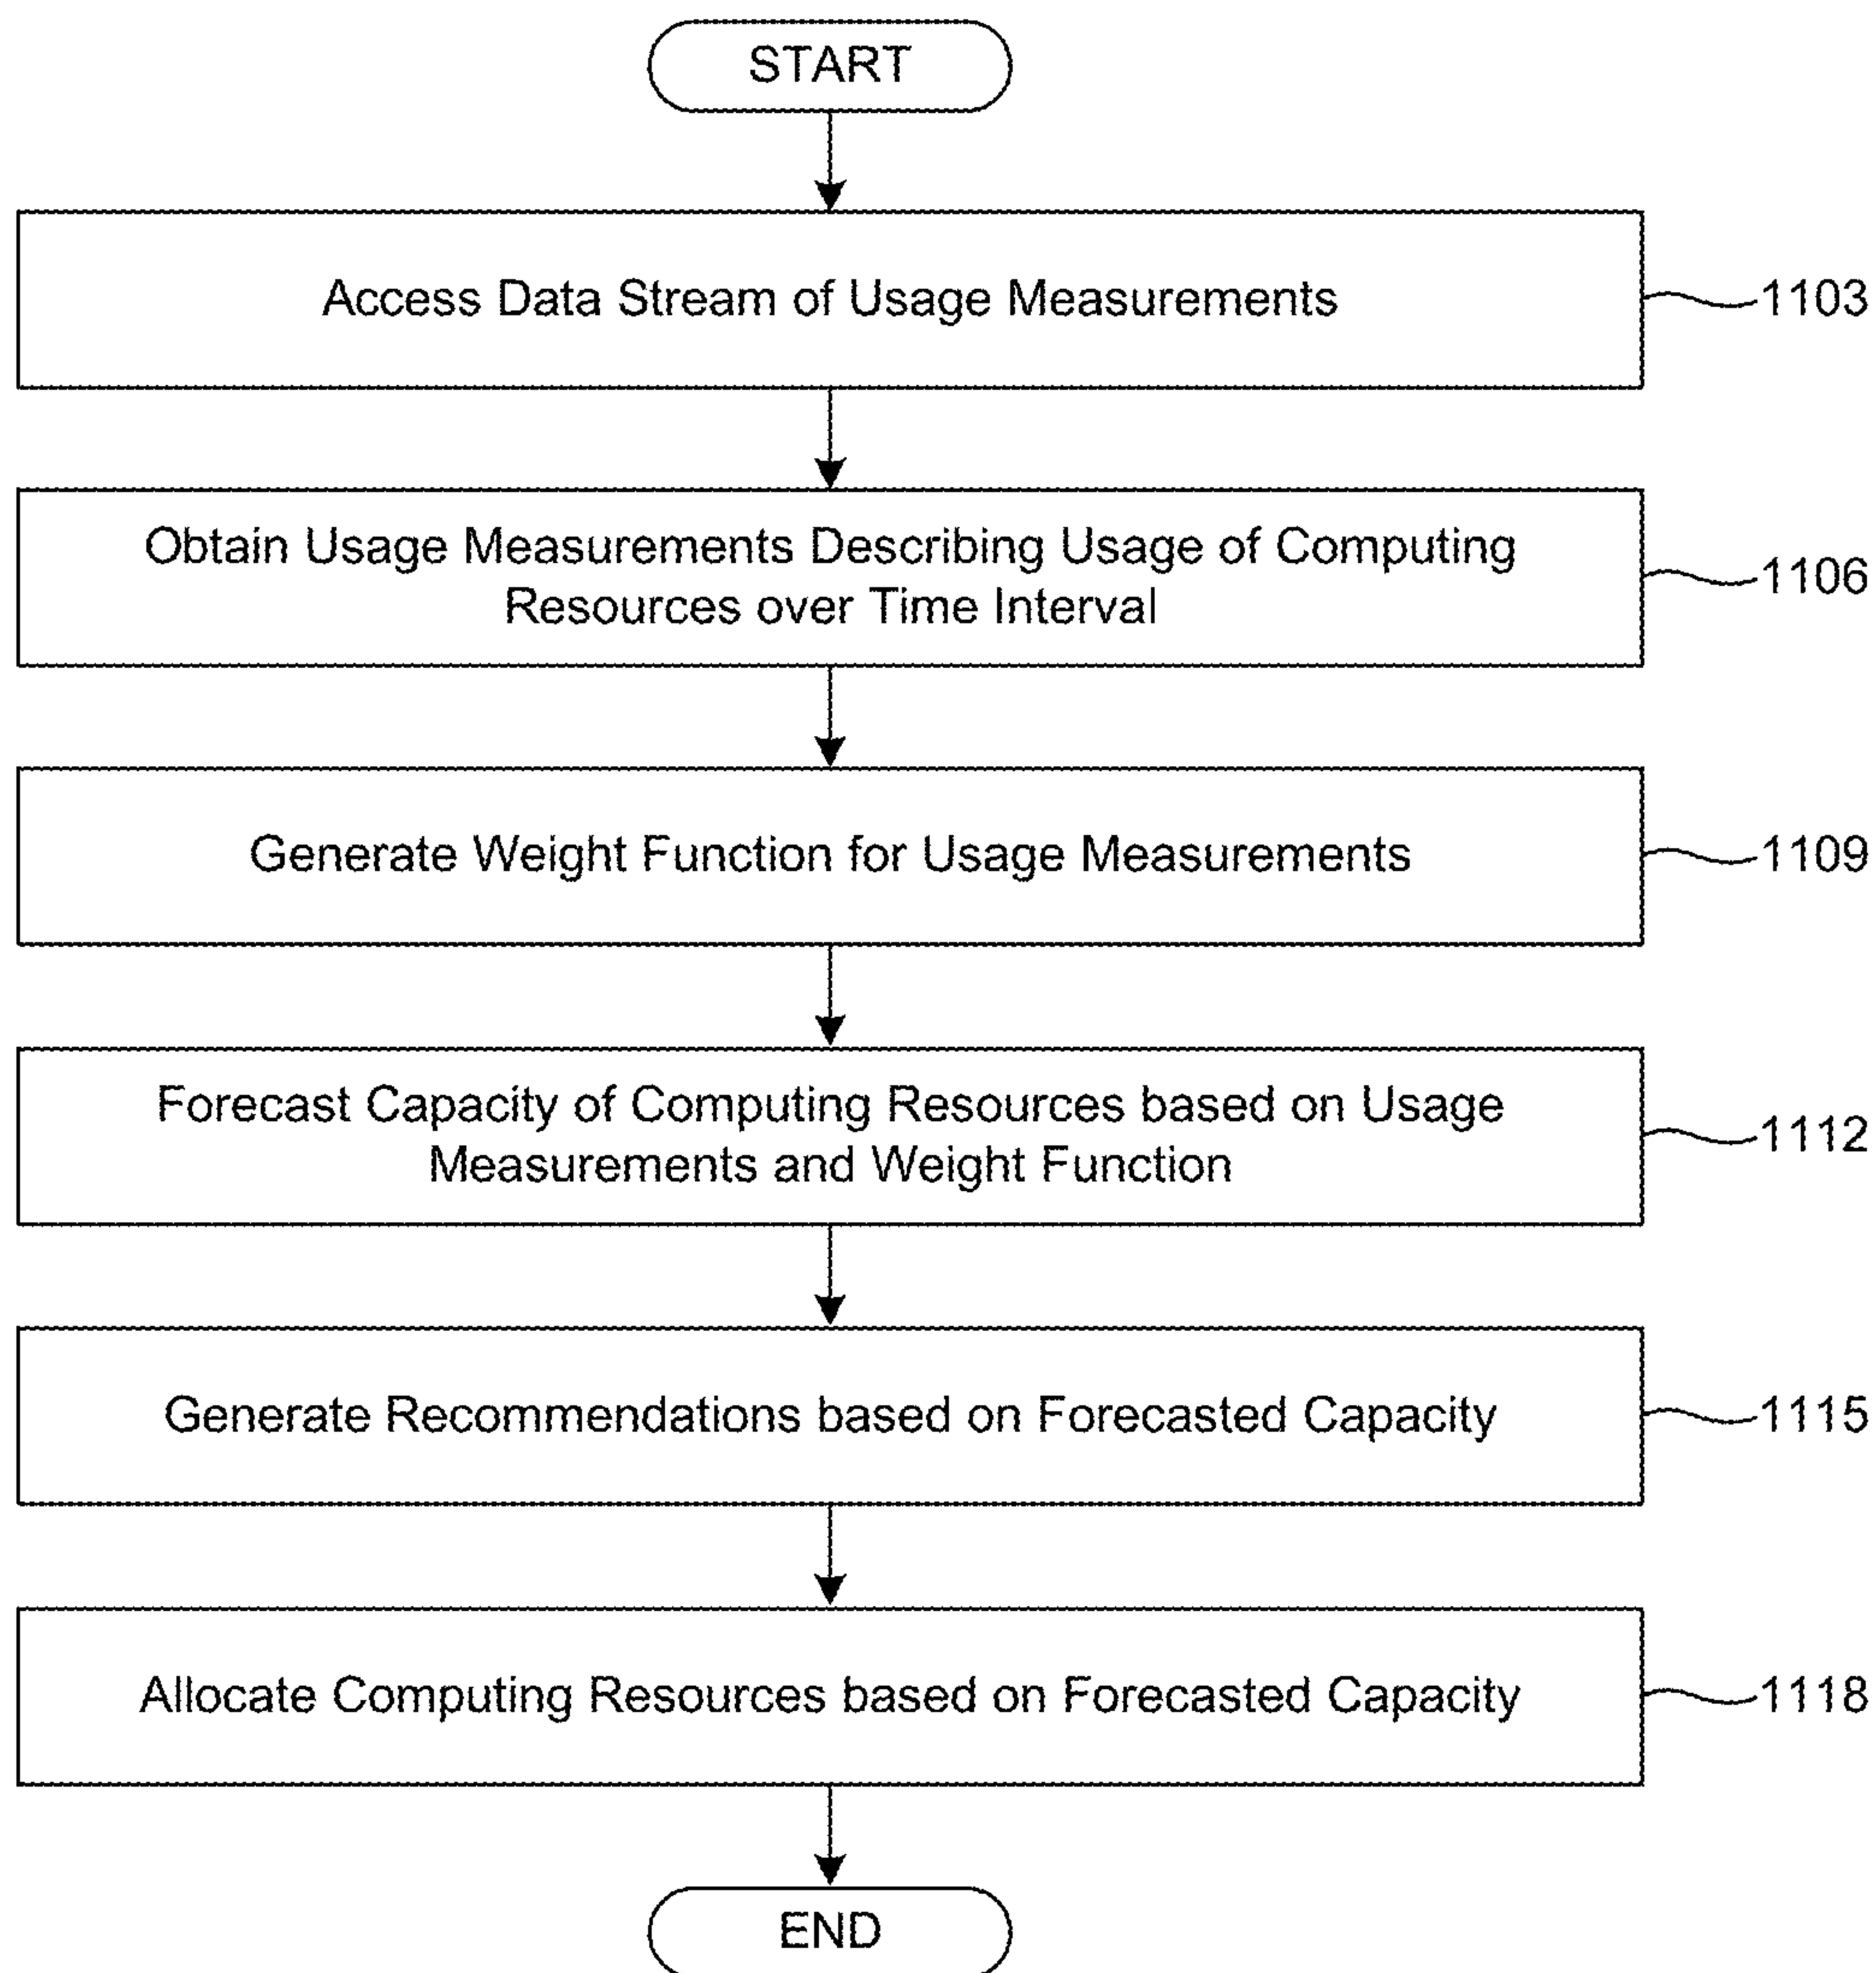 START
Access Data Stream of Usage Measurements
1103
Obtain Usage Measurements Describing Usage of Computing
Resources over Time Interval
1106
Generate Weight Function for Usage Measurements
1109
Forecast Capacity of Computing Resources based on Usage
Measurements and Weight Function
1112
Generate Recommendations based on Forecasted Capacity
1115
Allocate Computing Resources based on Forecasted Capacity
1118
END